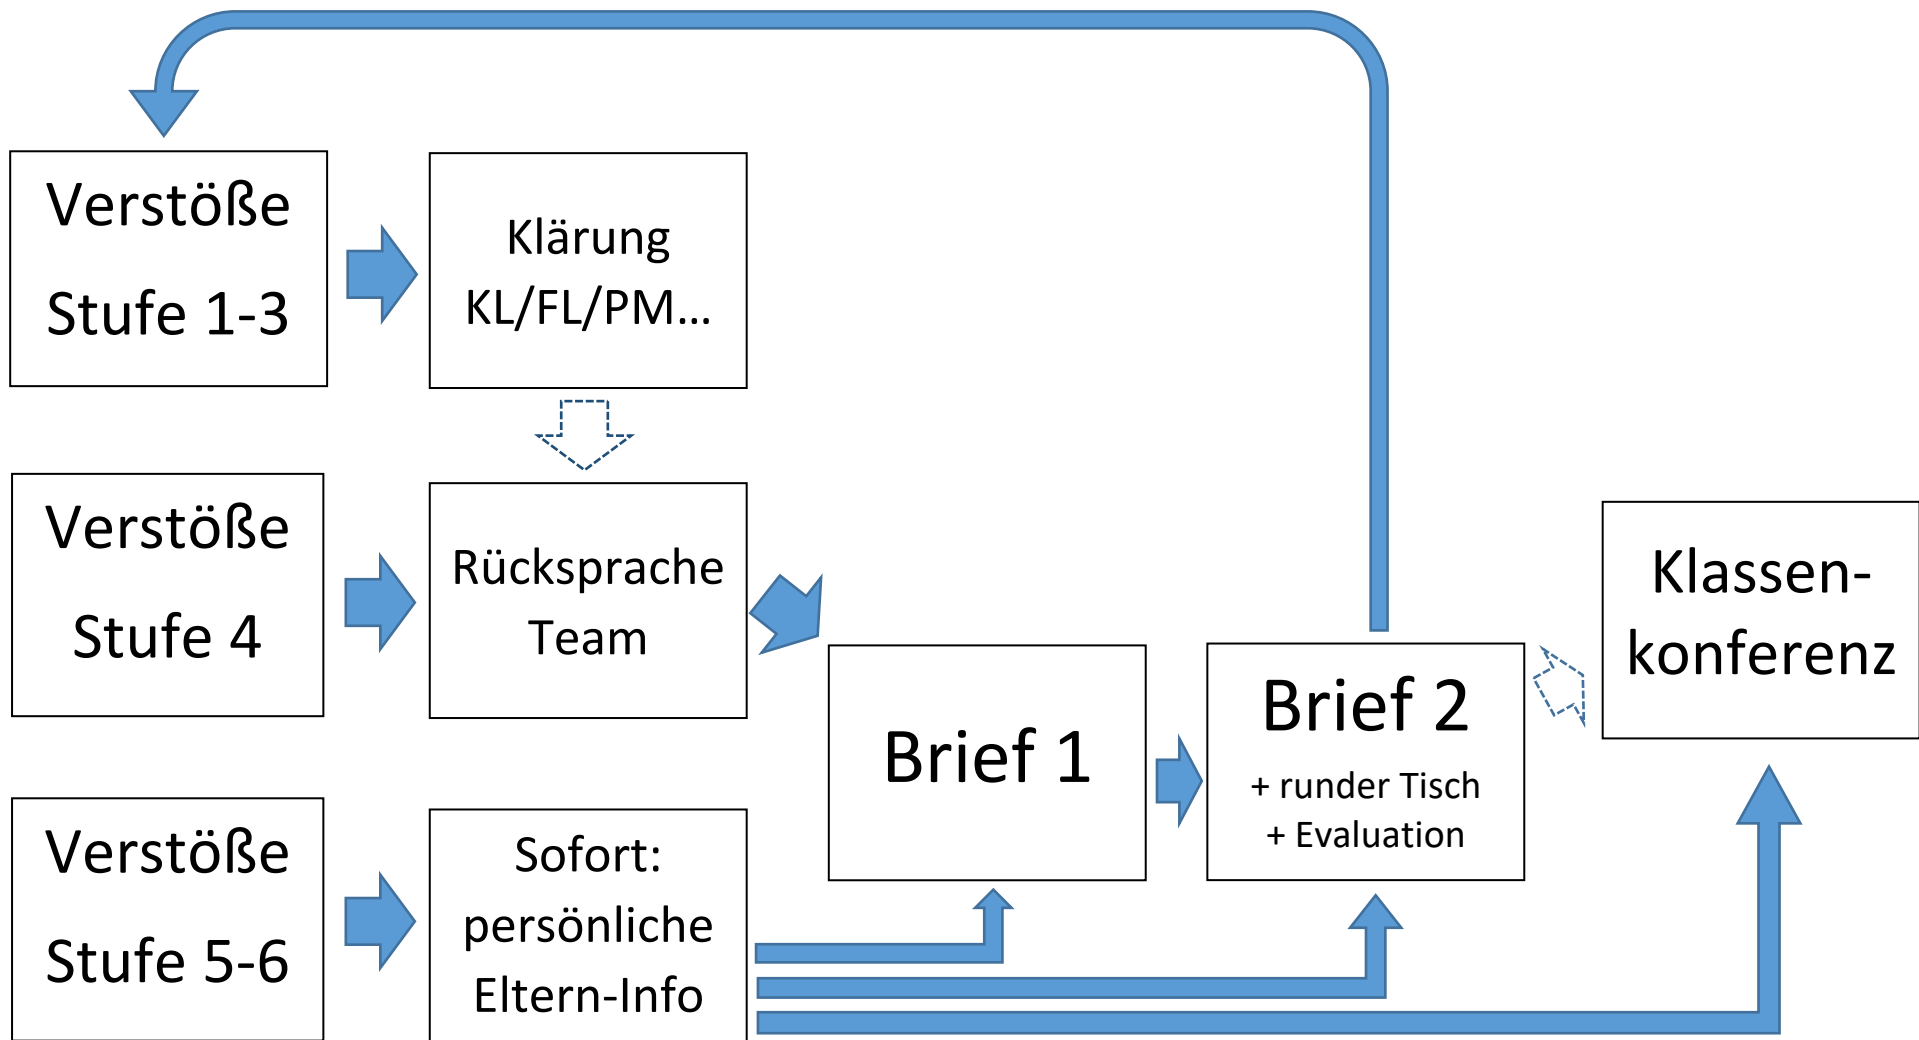 Verstöße
Stufe 1-3
Klärung
KL/FL/PM...
Verstöße
Stufe 4
Rücksprache
Team
Verstöße
Stufe 5-6
Sofort:
persönliche
Eltern-Info
Brief 1
Brief 2
+ runder Tisch
+ Evaluation
Klassen-
konferenz